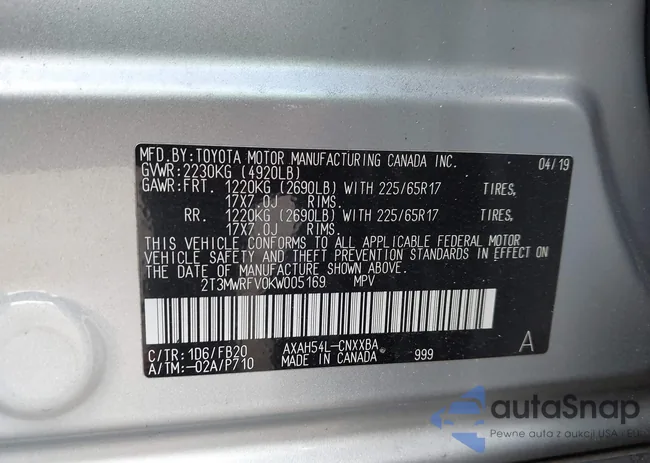 MFD.BY:TOYOTA MOTOR MANUFACTURING CANADA INC. 04/19
GVWR:2230KG (4920LB)
GAWR:FRT. 1220KG (2690LB) WITH 225/65R17 TIRES,
17X7.0J RIMS.
RR. 1220KG (2690LB) WITH 225/65R17 TIRES,
17X7.0J RIMS.
THIS VEHICLE CONFORMS TO ALL APPLICABLE FEDERAL MOTOR
VEHICLE SAFETY AND THEFT PREVENTION STANDARDS IN EFFECT ON
THE DATE OF MANUFACTURE SHOWN ABOVE.
2T3MWRFV0KW005169 MPV
C/TR:1D6/FB20 AXAH54L-CNXXBA A
A/TM:-02A/P710 MADE IN CANADA 999
autaSnap
Pewne auta z aukcji USA i EUR